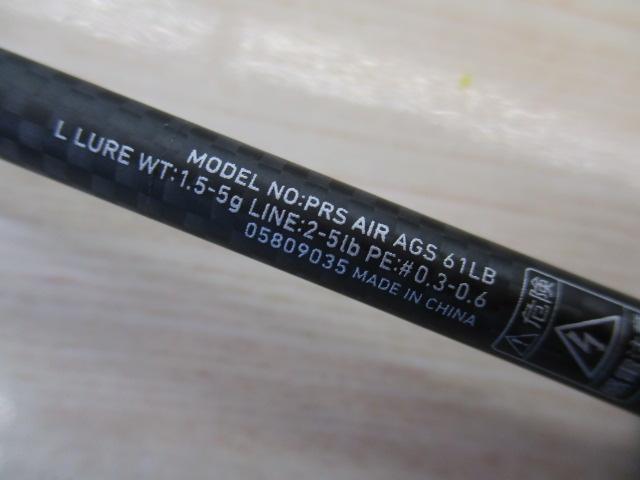 MODEL NO:PRS AIR AGS 61LB
L LURE WT:1.5-5g LINE:2-5lb PE:#0.3-0.6
05809035 MADE IN CHINA
危険